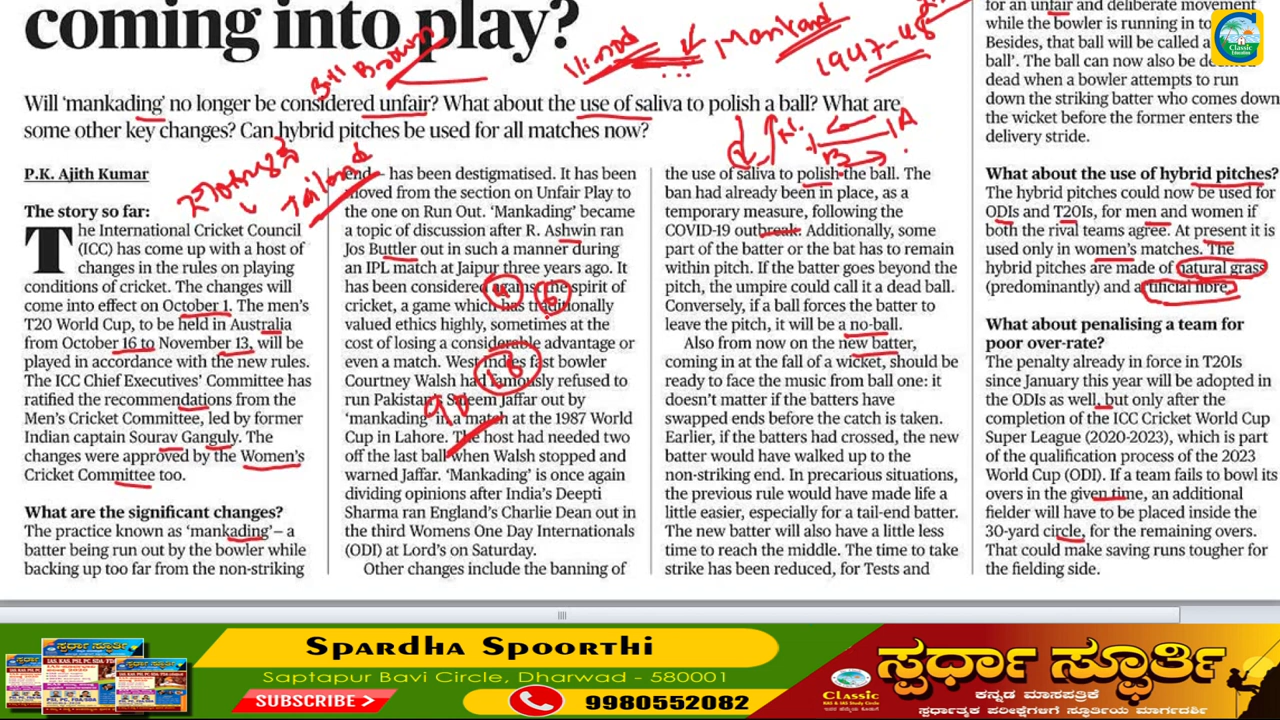 coming into play?
Will ‘mankading’ no longer be considered unfair? What about the use of saliva to polish a ball? What are
some other key changes? Can hybrid pitches be used for all matches now?
P.K. Ajith Kumar
The story so far:
The International Cricket Council
(ICC) has come up with a host of
changes in the rules on playing
conditions of cricket. The changes will
come into effect on October 1. The men’s
T20 World Cup, to be held in Australia
from October 16 to November 13, will be
played in accordance with the new rules.
The ICC Chief Executives’ Committee has
ratified the recommendations from the
Men’s Cricket Committee, led by former
Indian captain Sourav Ganguly. The
changes were approved by the Women’s
Cricket Committee too.
What are the significant changes?
The practice known as ‘mankading’ – a
batter being run out by the bowler while
backing up too far from the non-striking
end – has been destigmatised. It has been
moved from the section on Unfair Play to
the one on Run Out. ‘Mankading’ became
a topic of discussion after R. Ashwin ran
Jos Buttler out in such a manner during
an IPL match at Jaipur three years ago. It
has been considered against spirit of
cricket, a game which has traditionally
valued ethics highly, sometimes at the
cost of losing a considerable advantage or
even a match. West Indies fast bowler
Courtney Walsh had famously refused to
run Pakistan’s Saleem Jaffar out by
‘mankading’ in a match at the 1987 World
Cup in Lahore. The host had needed two
off the last ball when Walsh stopped and
warned Jaffar. ‘Mankading’ is once again
dividing opinions after India’s Deepti
Sharma ran England’s Charlie Dean out in
the third Womens One Day Internationals
(ODI) at Lord’s on Saturday.
Other changes include the banning of
the use of saliva to polish the ball. The
ban had already been in place, as a
temporary measure, following the
COVID-19 outbreak. Additionally, some
part of the batter or the bat has to remain
within pitch. If the batter goes beyond the
pitch, the umpire could call it a dead ball.
Conversely, if a ball forces the batter to
leave the pitch, it will be a no-ball.
Also from now on the new batter,
coming in at the fall of a wicket, should be
ready to face the music from ball one: it
doesn’t matter if the batters have
swapped ends before the catch is taken.
Earlier, if the batters had crossed, the new
batter would have walked up to the
non-striking end. In precarious situations,
the previous rule would have made life a
little easier, especially for a tail-end batter.
The new batter will also have a little less
time to reach the middle. The time to take
strike has been reduced, for Tests and
for an unfair and deliberate movement
while the bowler is running in to
Besides, that ball will be called a
ball’. The ball can now also be deemed
dead when a bowler attempts to run
down the striking batter who comes down
the wicket before the former enters the
delivery stride.
What about the use of hybrid pitches?
The hybrid pitches could now be used for
ODIs and T20Is, for men and women if
both the rival teams agree. At present it is
used only in women’s matches. The
hybrid pitches are made of natural grass
(predominantly) and artificial fibre.
What about penalising a team for
poor over-rate?
The penalty already in force in T20Is
since January this year will be adopted in
the ODIs as well, but only after the
completion of the ICC Cricket World Cup
Super League (2020-2023), which is part
of the qualification process of the 2023
World Cup (ODI). If a team fails to bowl its
overs in the given time, an additional
fielder will have to be placed inside the
30-yard circle, for the remaining overs.
That could make saving runs tougher for
the fielding side.
Bill Brown
Mankad
1947-48
1A
B
4
6
18
90
Classic
Education
Spardha Spoorthi
Saptapur Bavi Circle, Dharwad - 580001
SUBSCRIBE
9980552082
ಸ್ಪರ್ಧಾ ಸ್ಫೂರ್ತಿ
ಕನ್ನಡ ಮಾಸಪತ್ರಿಕೆ
ಸ್ಪರ್ಧಾತ್ಮಕ ಪರೀಕ್ಷೆಗಳಿಗೆ ಸ್ಫೂರ್ತಿಯ ಮಾರ್ಗದರ್ಶಿ
Classic